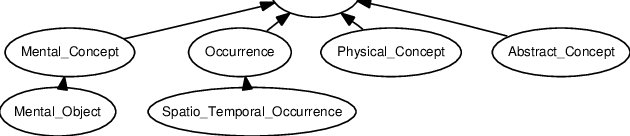 Mental_Concept
Occurrence
Physical_Concept
Abstract_Concept
Mental_Object
Spatio_Temporal_Occurrence